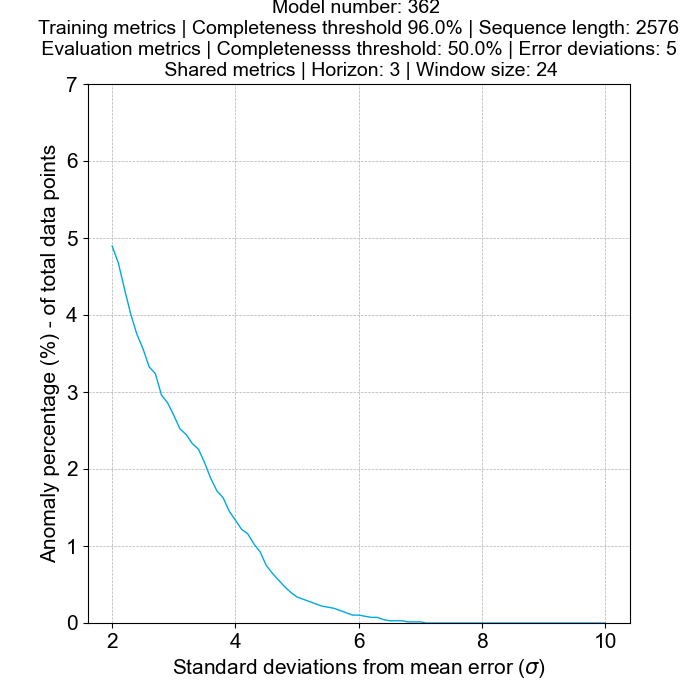 Model number: 362
Training metrics | Completeness threshold 96.0% | Sequence length: 2576
Evaluation metrics | Completenesss threshold: 50.0% | Error deviations: 5
Shared metrics | Horizon: 3 | Window size: 24
7
6
5
4
3
2
1
0
Anomaly percentage (%) - of total data points
2 4 6 8 10
Standard deviations from mean error (σ)